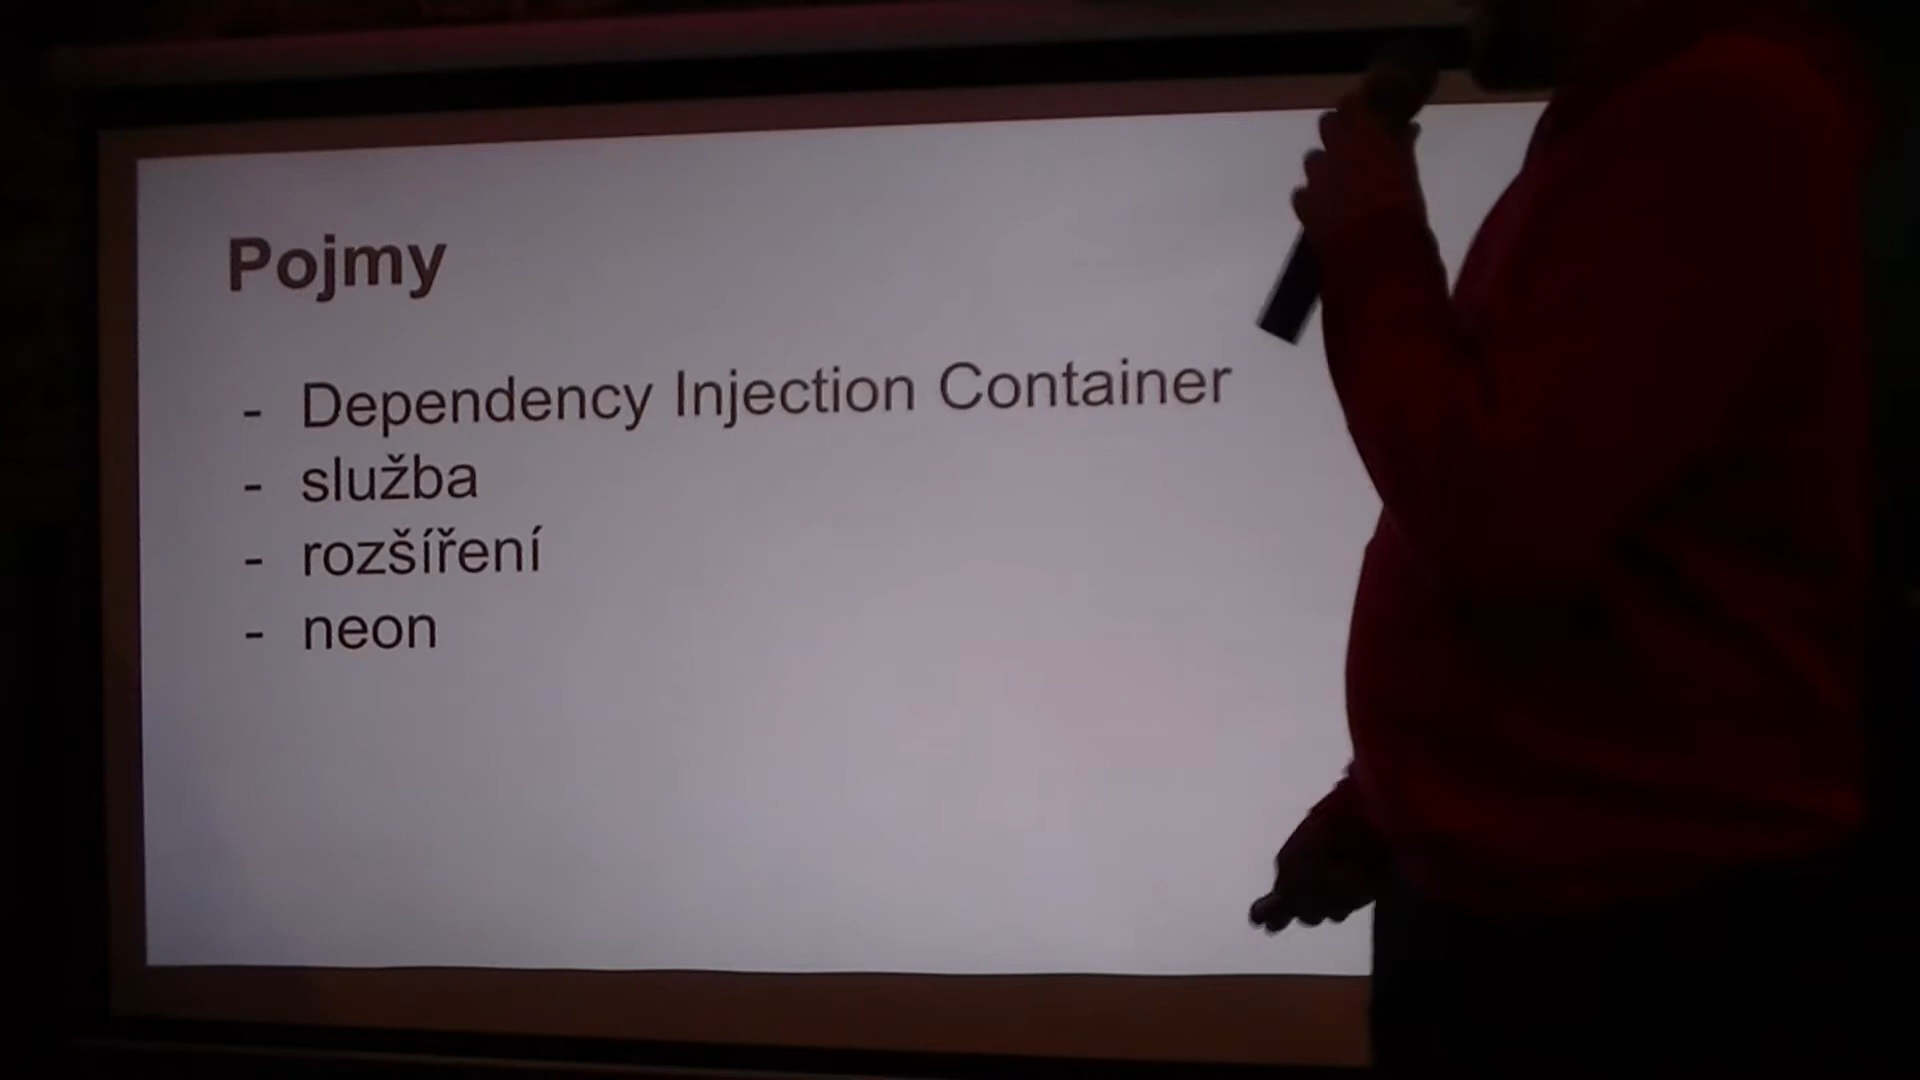 Pojmy
- Dependency Injection Container
- služba
- rozšíření
- neon